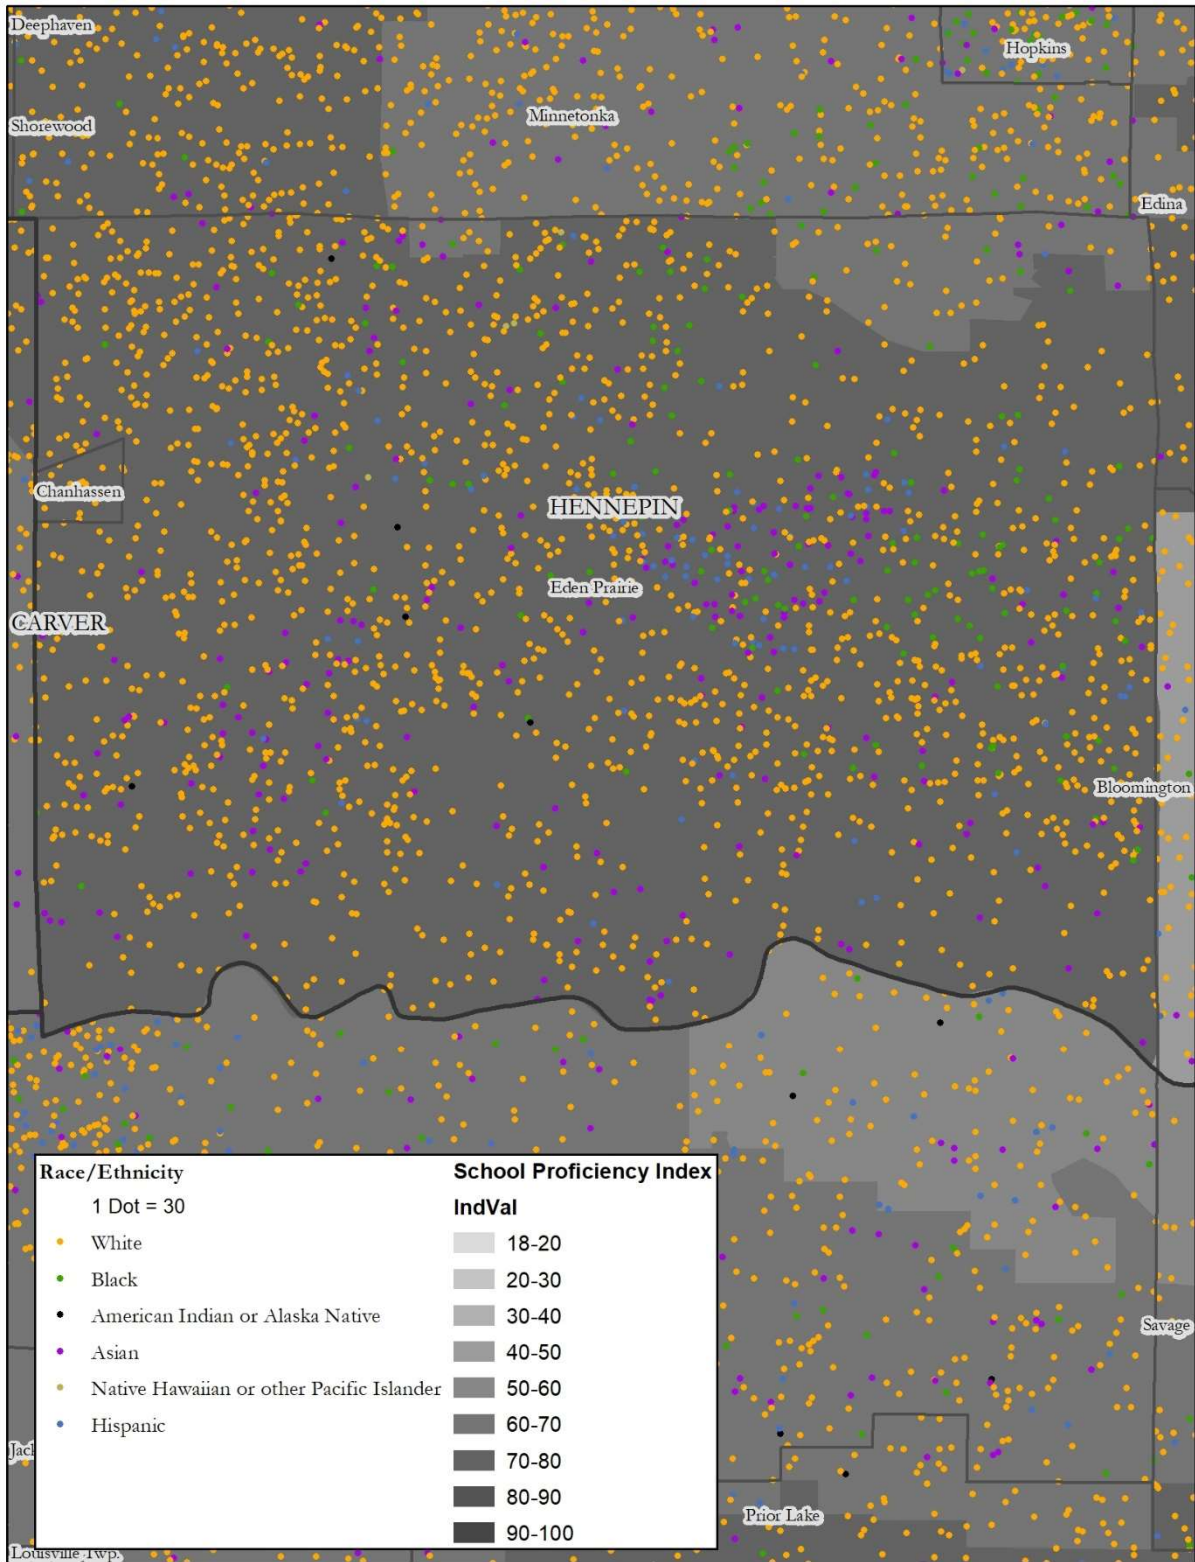 Deephaven
Hopkins
Minnetonka
Shorewood
Edina
Chanhassen
HENNEPIN
Eden Prairie
CARVER
Bloomington
Race/Ethnicity
1 Dot = 30
White
Black
American Indian or Alaska Native
Asian
Native Hawaiian or other Pacific Islander
Hispanic
School Proficiency Index
IndVal
18-20
20-30
30-40
40-50
50-60
60-70
70-80
80-90
90-100
Savage
Jack
Prior Lake
Louisville Twp.